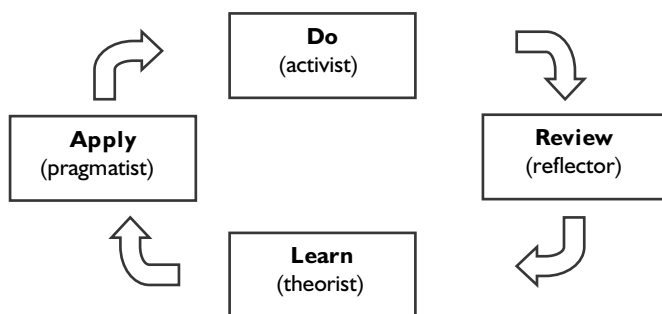 Do
(activist)
Apply
(pragmatist)
Review
(reflector)
Learn
(theorist)